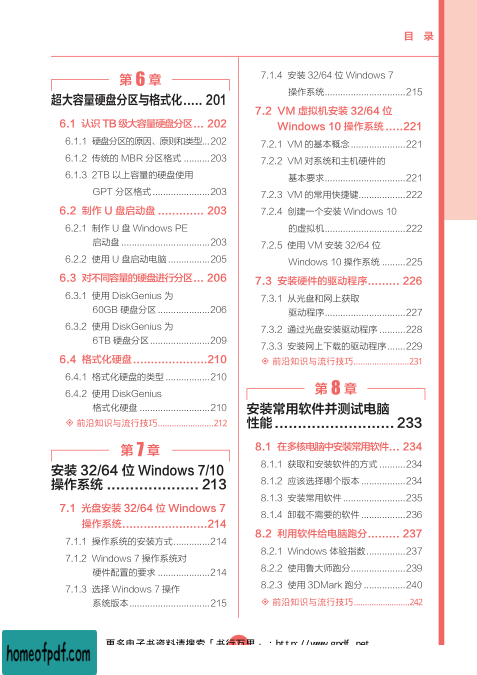 目 录
第 6 章
超大容量硬盘分区与格式化..... 201
6.1 认识 TB 级大容量硬盘分区... 202
6.1.1 硬盘分区的原因、原则和类型...202
6.1.2 传统的 MBR 分区格式 ..........203
6.1.3 2TB 以上容量的硬盘使用
GPT 分区格式......................203
6.2 制作 U 盘启动盘 ............. 203
6.2.1 制作 U 盘 Windows PE
启动盘 ..................................203
6.2.2 使用 U 盘启动电脑 ................205
6.3 对不同容量的硬盘进行分区... 206
6.3.1 使用 DiskGenius 为
60GB 硬盘分区 ....................206
6.3.2 使用 DiskGenius 为
6TB 硬盘分区 .......................209
6.4 格式化硬盘.....................210
6.4.1 格式化硬盘的类型 .................210
6.4.2 使用 DiskGenius
格式化硬盘 ...........................210
◈ 前沿知识与流行技巧.......................212
第 7 章
安装 32/64 位 Windows 7/10
操作系统 .................... 213
7.1 光盘安装 32/64 位 Windows 7
操作系统........................214
7.1.1 操作系统的安装方式..............214
7.1.2 Windows 7 操作系统对
硬件配置的要求 ....................214
7.1.3 选择 Windows 7 操作
系统版本...............................215
7.1.4 安装 32/64 位 Windows 7
操作系统...............................215
7.2 VM 虚拟机安装 32/64 位
Windows 10 操作系统 .....221
7.2.1 VM 的基本概念.....................221
7.2.2 VM 对系统和主机硬件的
基本要求...............................221
7.2.3 VM 的常用快捷键..................222
7.2.4 创建一个安装 Windows 10
的虚拟机...............................222
7.2.5 使用 VM 安装 32/64 位
Windows 10 操作系统 .........225
7.3 安装硬件的驱动程序......... 226
7.3.1 从光盘和网上获取
驱动程序...............................227
7.3.2 通过光盘安装驱动程序 ..........228
7.3.3 安装网上下载的驱动程序.......229
◈ 前沿知识与流行技巧.......................231
第 8 章
安装常用软件并测试电脑
性能 .......................... 233
8.1 在多核电脑中安装常用软件... 234
8.1.1 获取和安装软件的方式 ..........234
8.1.2 应该选择哪个版本 .................234
8.1.3 安装常用软件 ........................235
8.1.4 卸载不需要的软件 .................236
8.2 利用软件给电脑跑分......... 237
8.2.1 Windows 体验指数...............237
8.2.2 使用鲁大师跑分.....................239
8.2.3 使用 3DMark 跑分 ................240
◈ 前沿知识与流行技巧.......................242
homeofpdf.com